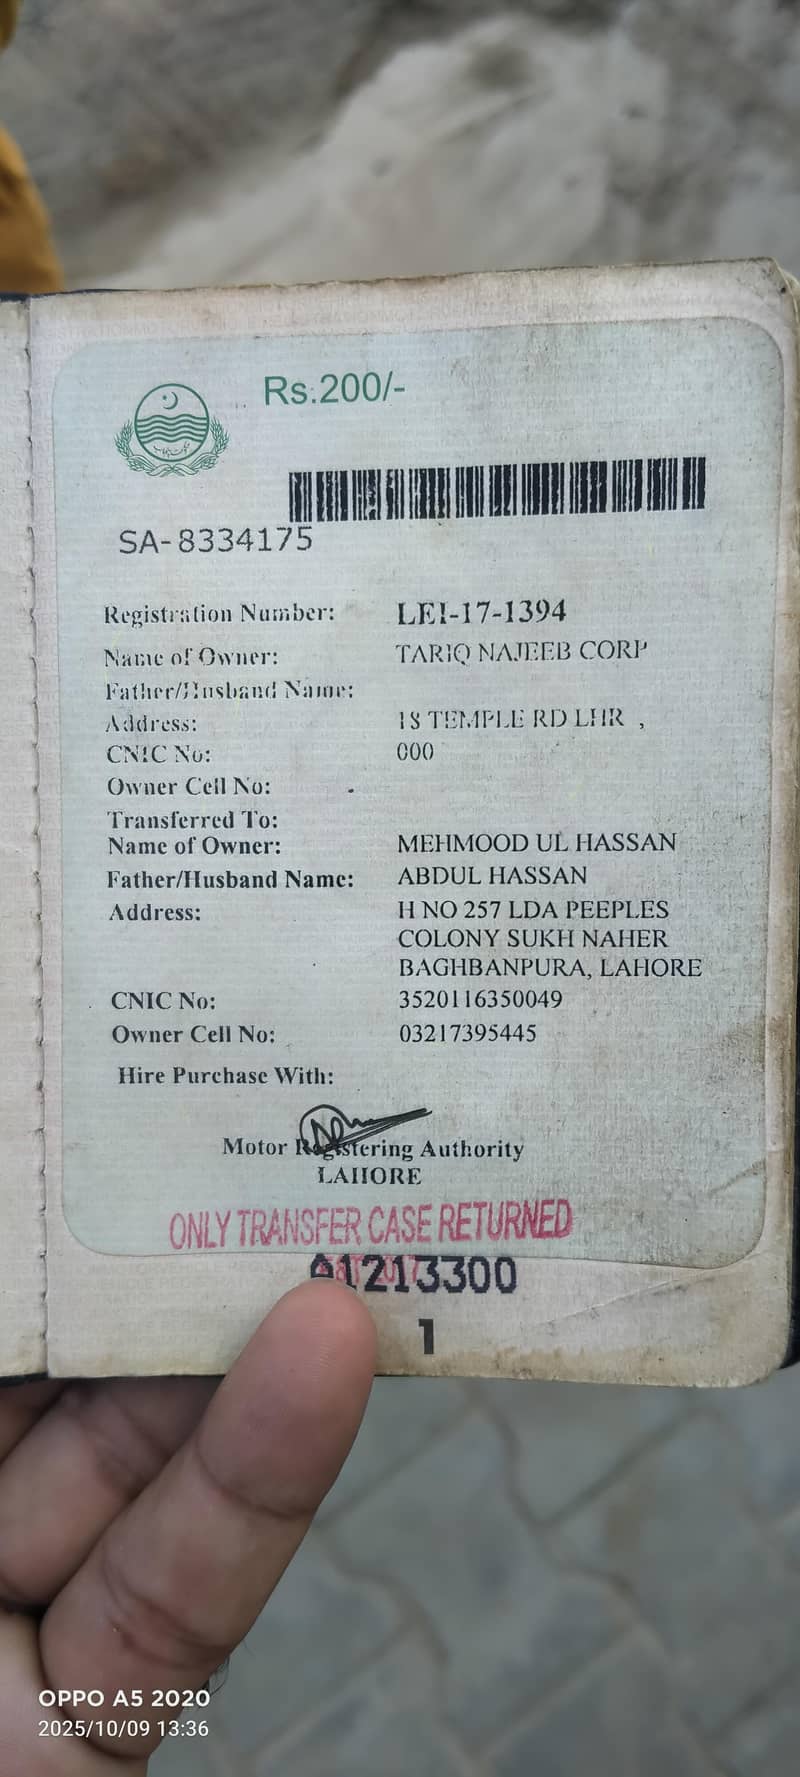 Rs.200/-
SA-8334175
Registration Number: LEI-17-1394
Name of Owner: TARIQ NAJEEB CORP
Father/Husband Name:
Address: 18 TEMPLE RD LHR ,
CNIC No: 000
Owner Cell No:
Transferred To:
Name of Owner: MEHMOOD UL HASSAN
Father/Husband Name: ABDUL HASSAN
Address: H NO 257 LDA PEEPLES
COLONY SUKH NAHER
BAGHBANPURA, LAHORE
CNIC No: 3520116350049
Owner Cell No: 03217395445
Hire Purchase With:
Motor Registering Authority
LAHORE
ONLY TRANSFER CASE RETURNED
1
OPPO A5 2020
2025/10/09 13:36